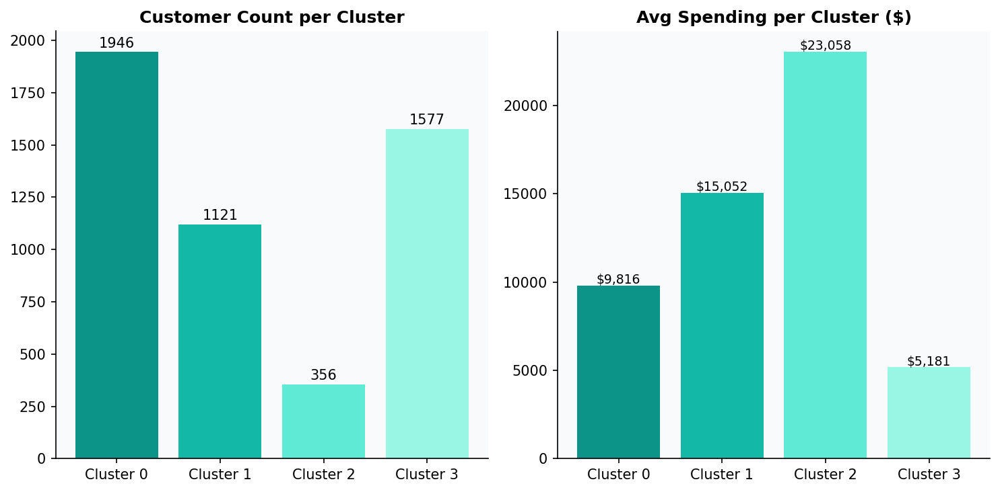 Customer Count per Cluster
2000
1750
1500
1250
1000
750
500
250
0
1946
1121
356
1577
Cluster 0
Cluster 1
Cluster 2
Cluster 3
Avg Spending per Cluster ($)
20000
15000
10000
5000
0
$9,816
$15,052
$23,058
$5,181
Cluster 0
Cluster 1
Cluster 2
Cluster 3